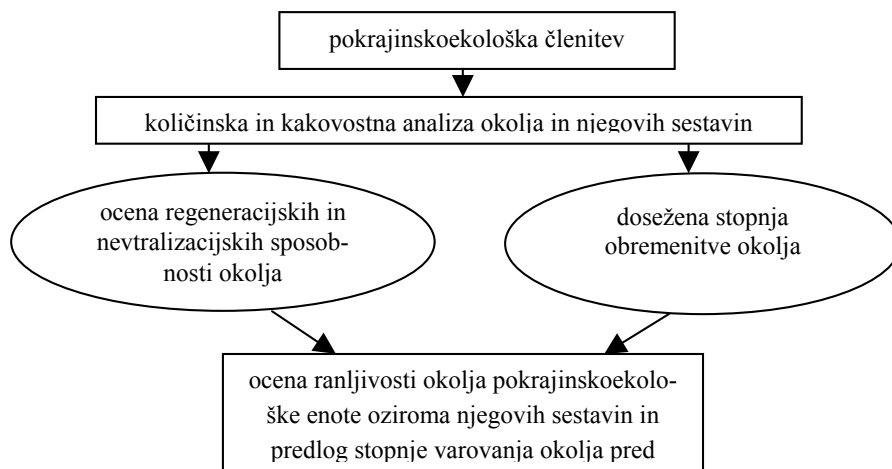 pokrajinskoekološka členitev
količinska in kakovostna analiza okolja in njegovih sestavin
ocena regeneracijskih in
nevtralizacijskih sposob-
nosti okolja
dosežena stopnja
obremenitve okolja
ocena ranljivosti okolja pokrajinskoekolo-
ške enote oziroma njegovih sestavin in
predlog stopnje varovanja okolja pred